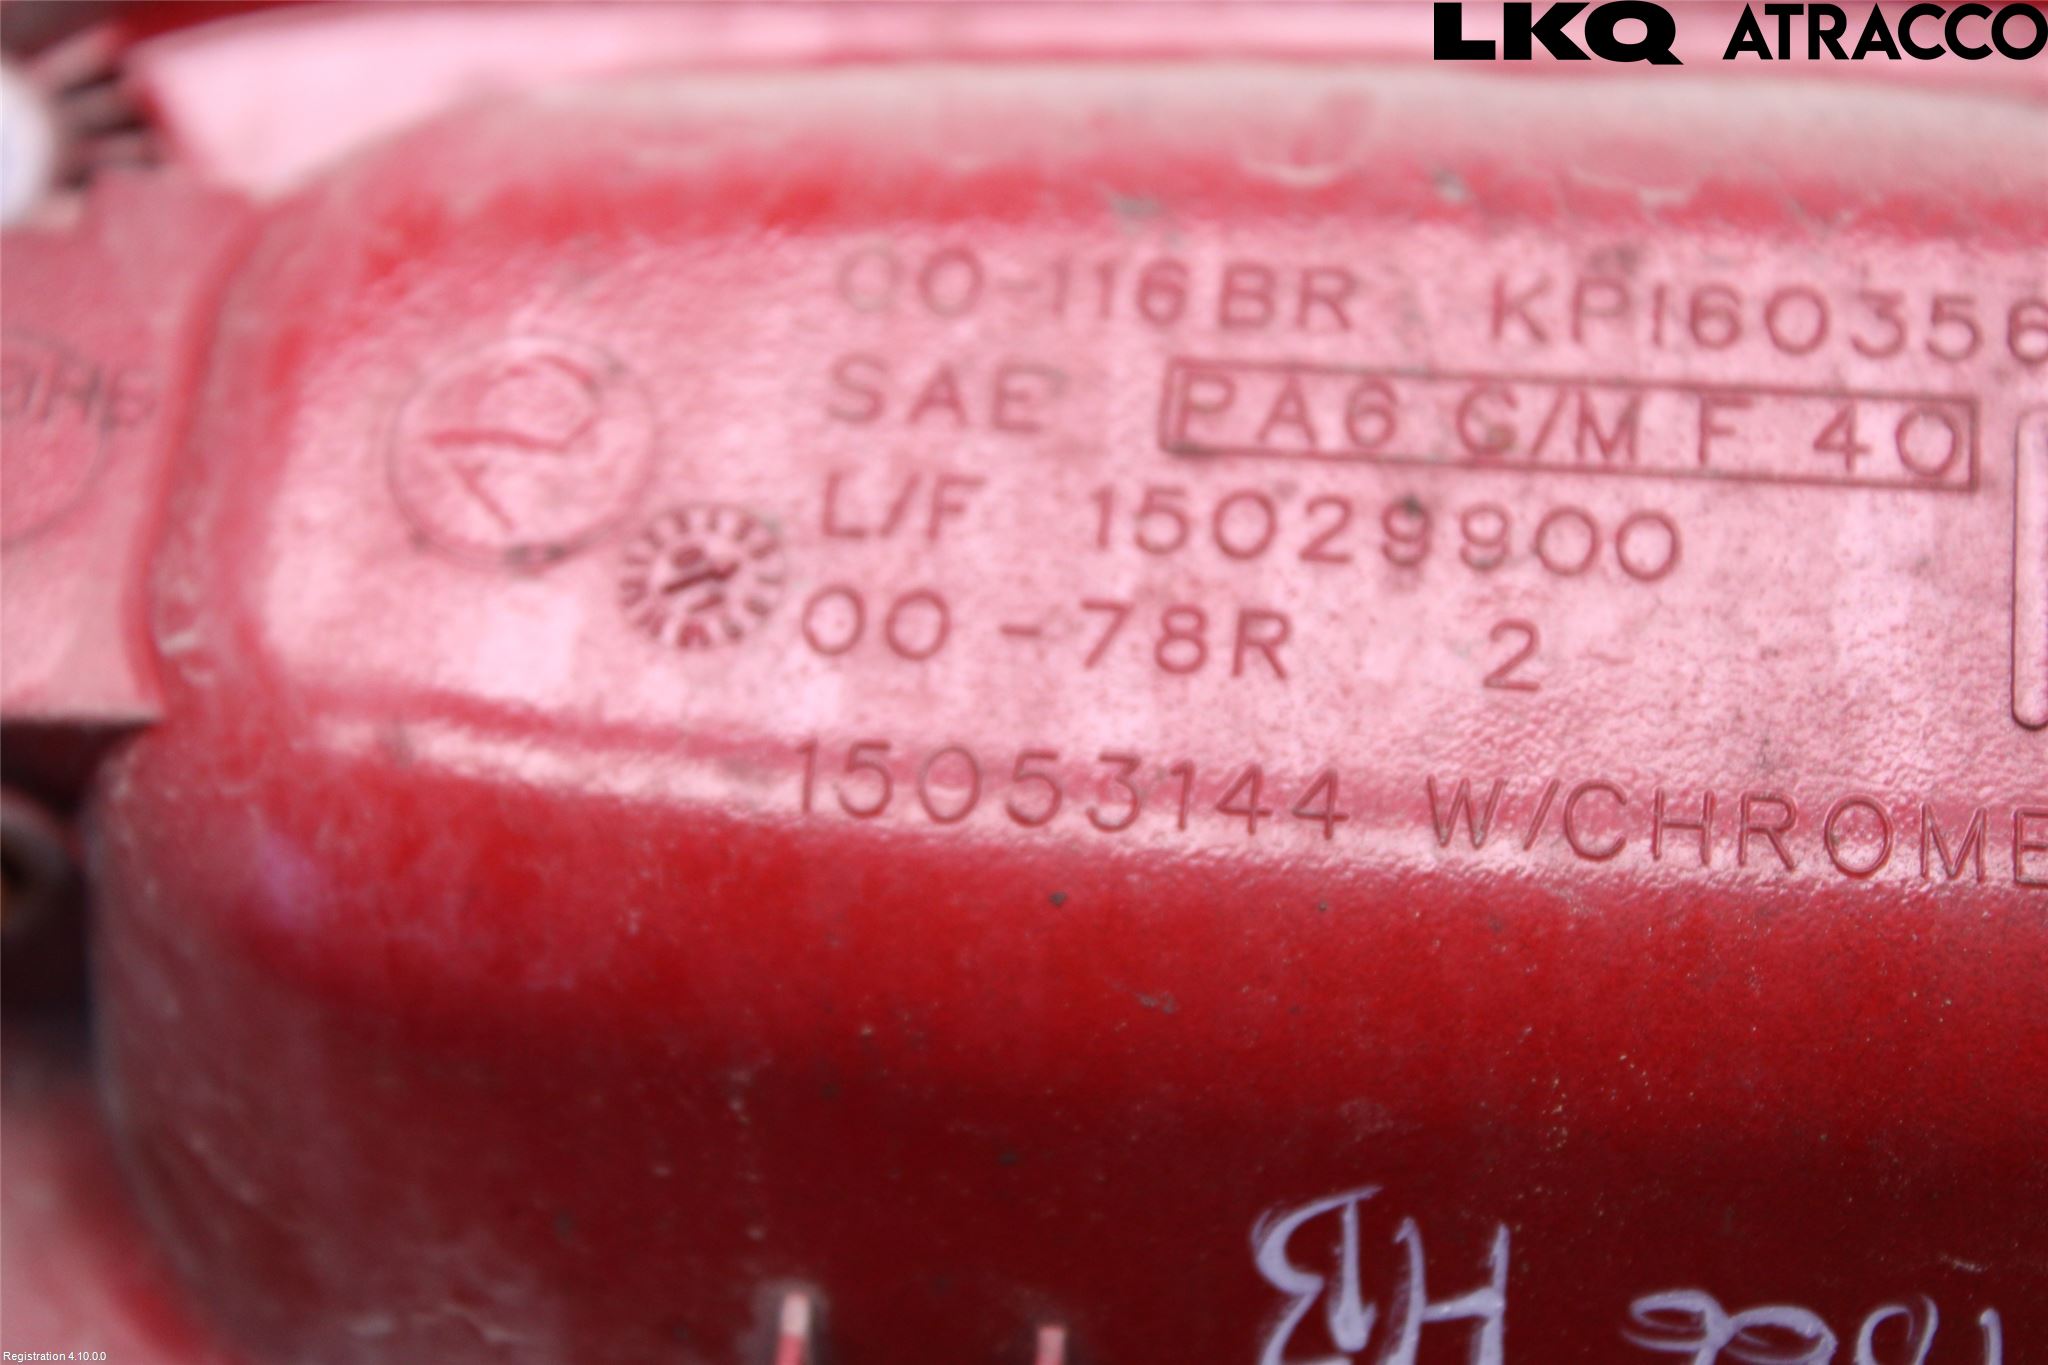 LKQ ATRACCO
00-116BR KP160356
SAE PA6 G/M F 40
L/F 15029900
00-78R 2
15053144 W/CHROME
HB
Registration 4.10.0.0